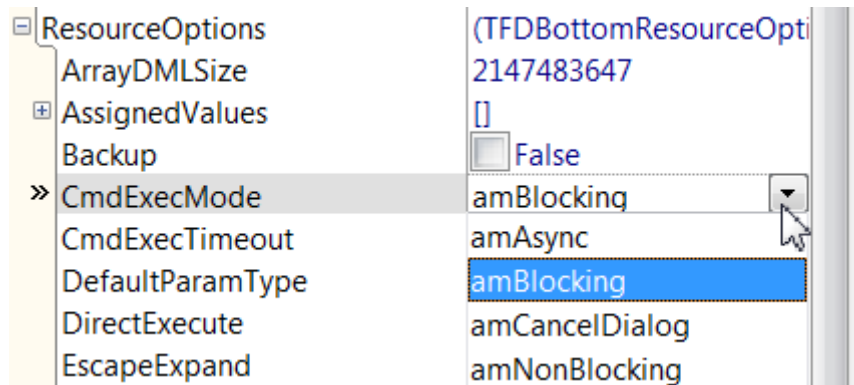 ResourceOptions (TFDBottomResourceOpti
ArrayDMLSize 2147483647
AssignedValues []
Backup False
CmdExecMode amBlocking
CmdExecTimeout amAsync
DefaultParamType amBlocking
DirectExecute amCancelDialog
EscapeExpand amNonBlocking